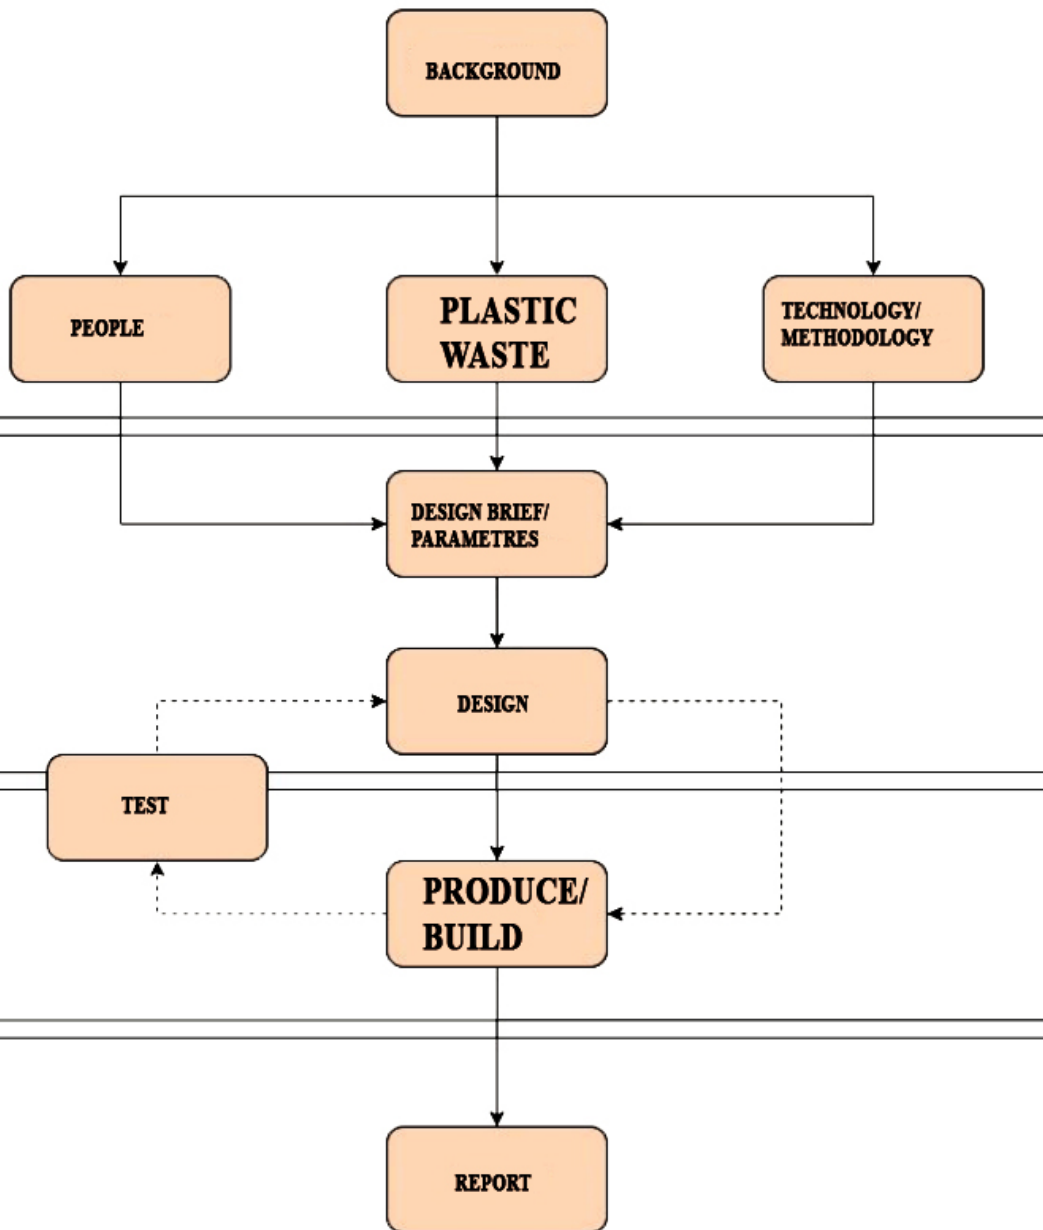 BACKGROUND
PEOPLE
PLASTIC
WASTE
TECHNOLOGY/
METHODOLOGY
DESIGN BRIEF/
PARAMETRES
DESIGN
TEST
PRODUCE/
BUILD
REPORT